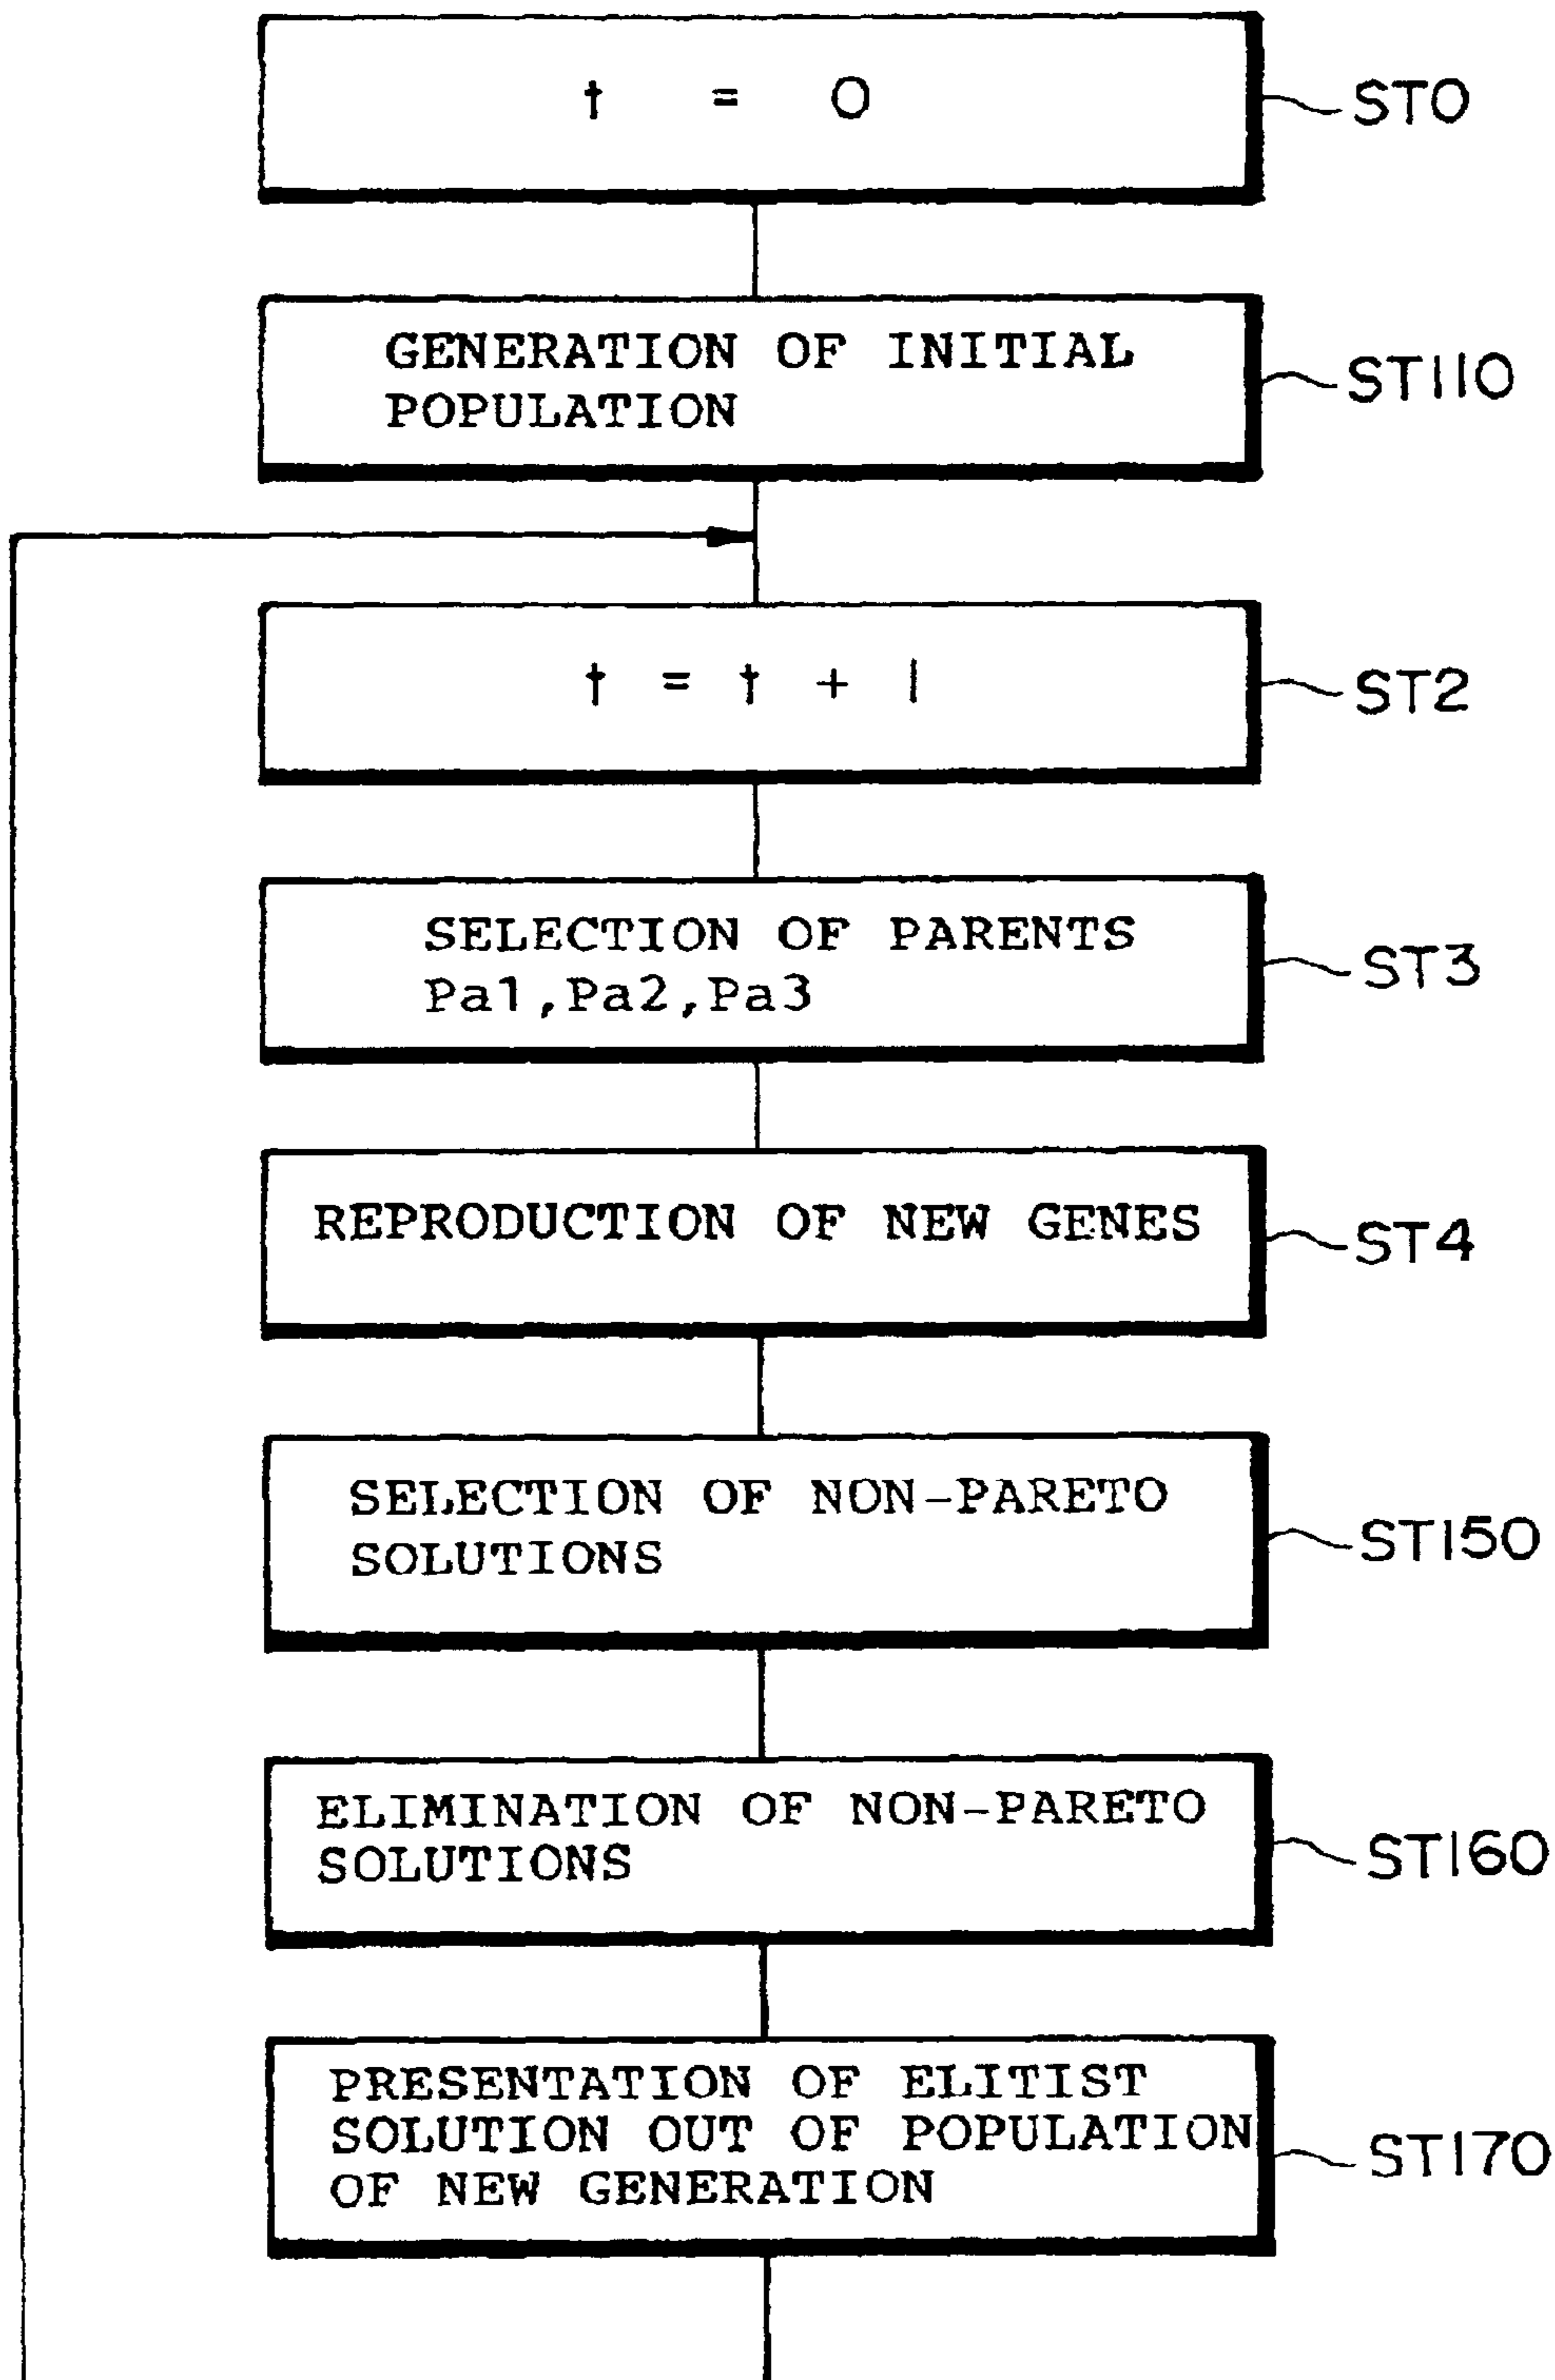 t = 0
ST0
GENERATION OF INITIAL
POPULATION
ST110
t = t + 1
ST2
SELECTION OF PARENTS
Pa1,Pa2,Pa3
ST3
REPRODUCTION OF NEW GENES
ST4
SELECTION OF NON-PARETO
SOLUTIONS
ST150
ELIMINATION OF NON-PARETO
SOLUTIONS
ST160
PRESENTATION OF ELITIST
SOLUTION OUT OF POPULATION
OF NEW GENERATION
ST170